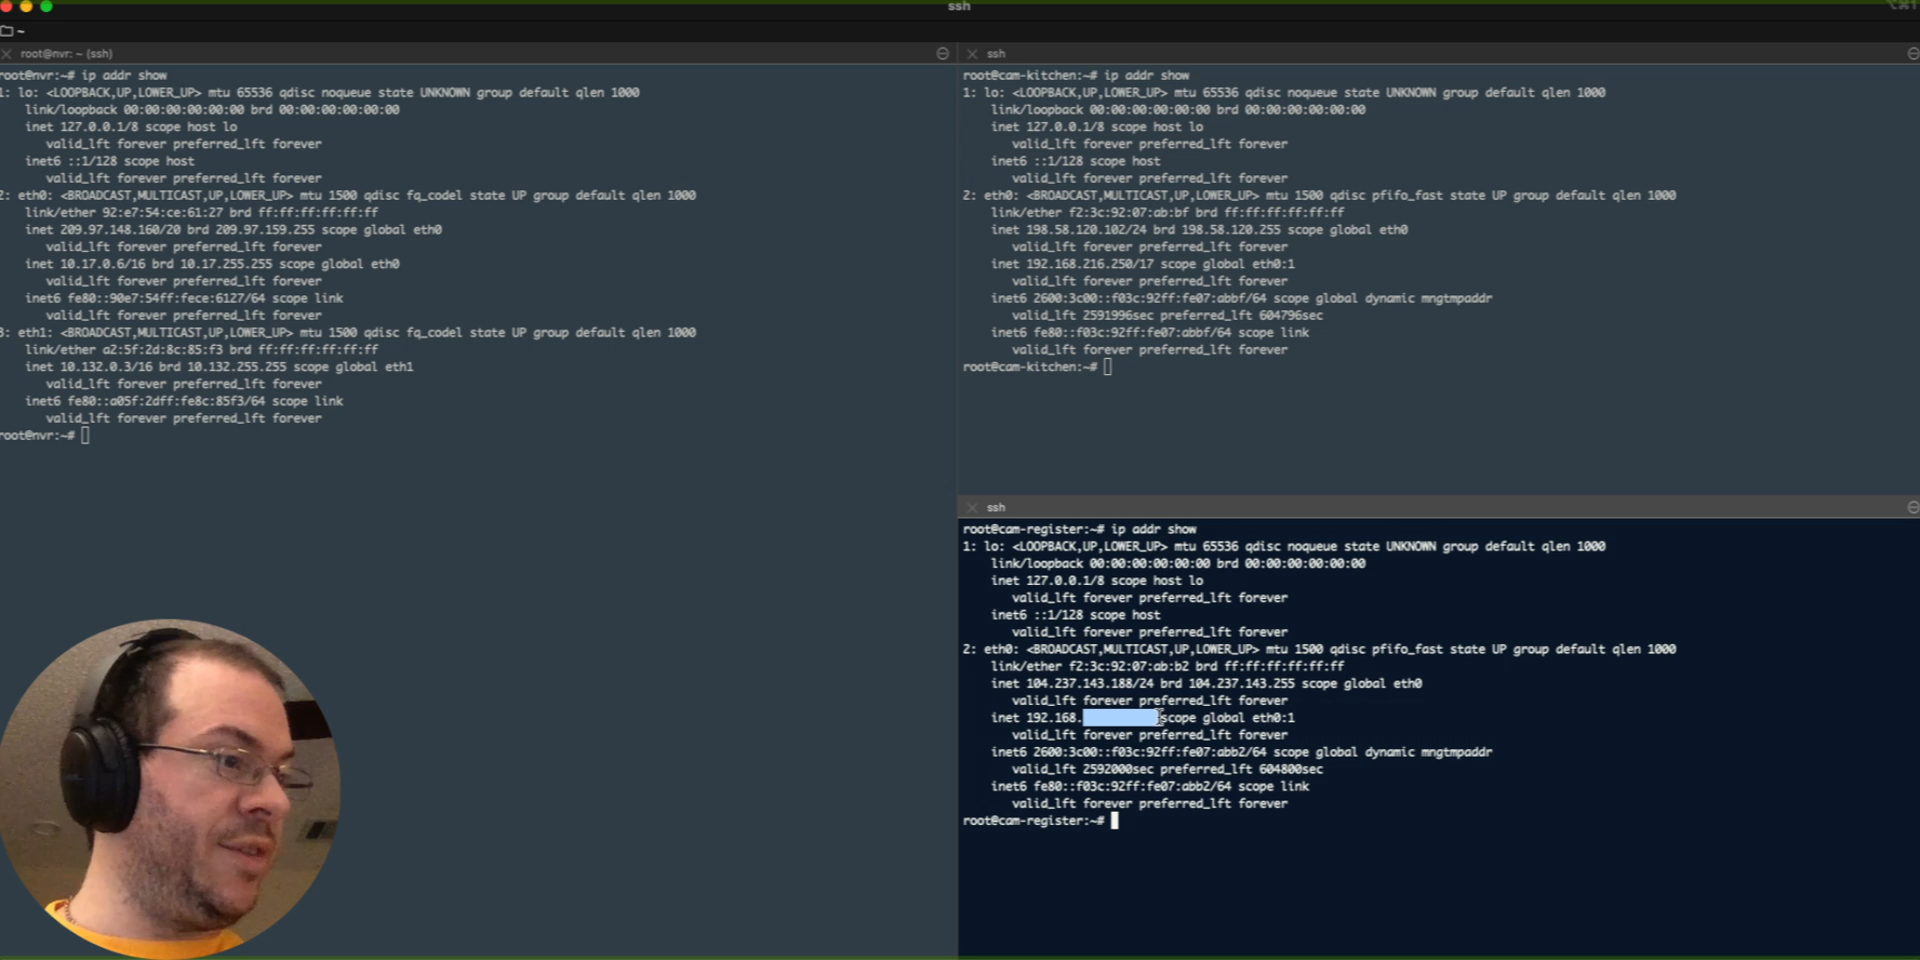 ssh
~
root@nvr: ~ (ssh)
root@nvr:~# ip addr show
1: lo: <LOOPBACK,UP,LOWER_UP> mtu 65536 qdisc noqueue state UNKNOWN group default qlen 1000
link/loopback 00:00:00:00:00:00 brd 00:00:00:00:00:00
inet 127.0.0.1/8 scope host lo
valid_lft forever preferred_lft forever
inet6 ::1/128 scope host
valid_lft forever preferred_lft forever
2: eth0: <BROADCAST,MULTICAST,UP,LOWER_UP> mtu 1500 qdisc fq_codel state UP group default qlen 1000
link/ether 92:e7:54:ce:61:27 brd ff:ff:ff:ff:ff:ff
inet 209.97.148.160/20 brd 209.97.159.255 scope global eth0
valid_lft forever preferred_lft forever
inet 10.17.0.6/16 brd 10.17.255.255 scope global eth0
valid_lft forever preferred_lft forever
inet6 fe80::90e7:54ff:fece:6127/64 scope link
valid_lft forever preferred_lft forever
3: eth1: <BROADCAST,MULTICAST,UP,LOWER_UP> mtu 1500 qdisc fq_codel state UP group default qlen 1000
link/ether a2:5f:2d:8c:85:f3 brd ff:ff:ff:ff:ff:ff
inet 10.132.0.3/16 brd 10.132.255.255 scope global eth1
valid_lft forever preferred_lft forever
inet6 fe80::a05f:2dff:fe8c:85f3/64 scope link
valid_lft forever preferred_lft forever
root@nvr:~#
ssh
root@cam-kitchen:~# ip addr show
1: lo: <LOOPBACK,UP,LOWER_UP> mtu 65536 qdisc noqueue state UNKNOWN group default qlen 1000
link/loopback 00:00:00:00:00:00 brd 00:00:00:00:00:00
inet 127.0.0.1/8 scope host lo
valid_lft forever preferred_lft forever
inet6 ::1/128 scope host
valid_lft forever preferred_lft forever
2: eth0: <BROADCAST,MULTICAST,UP,LOWER_UP> mtu 1500 qdisc pfifo_fast state UP group default qlen 1000
link/ether f2:3c:92:07:ab:bf brd ff:ff:ff:ff:ff:ff
inet 198.58.120.102/24 brd 198.58.120.255 scope global eth0
valid_lft forever preferred_lft forever
inet 192.168.216.250/17 scope global eth0:1
valid_lft forever preferred_lft forever
inet6 2600:3c00::f03c:92ff:fe07:abbf/64 scope global dynamic mngtmpaddr
valid_lft 2591996sec preferred_lft 604796sec
inet6 fe80::f03c:92ff:fe07:abbf/64 scope link
valid_lft forever preferred_lft forever
root@cam-kitchen:~#
ssh
root@cam-register:~# ip addr show
1: lo: <LOOPBACK,UP,LOWER_UP> mtu 65536 qdisc noqueue state UNKNOWN group default qlen 1000
link/loopback 00:00:00:00:00:00 brd 00:00:00:00:00:00
inet 127.0.0.1/8 scope host lo
valid_lft forever preferred_lft forever
inet6 ::1/128 scope host
valid_lft forever preferred_lft forever
2: eth0: <BROADCAST,MULTICAST,UP,LOWER_UP> mtu 1500 qdisc pfifo_fast state UP group default qlen 1000
link/ether f2:3c:92:07:ab:b2 brd ff:ff:ff:ff:ff:ff
inet 104.237.143.188/24 brd 104.237.143.255 scope global eth0
valid_lft forever preferred_lft forever
inet 192.168. scope global eth0:1
valid_lft forever preferred_lft forever
inet6 2600:3c00::f03c:92ff:fe07:abb2/64 scope global dynamic mngtmpaddr
valid_lft 2592000sec preferred_lft 604800sec
inet6 fe80::f03c:92ff:fe07:abb2/64 scope link
valid_lft forever preferred_lft forever
root@cam-register:~#